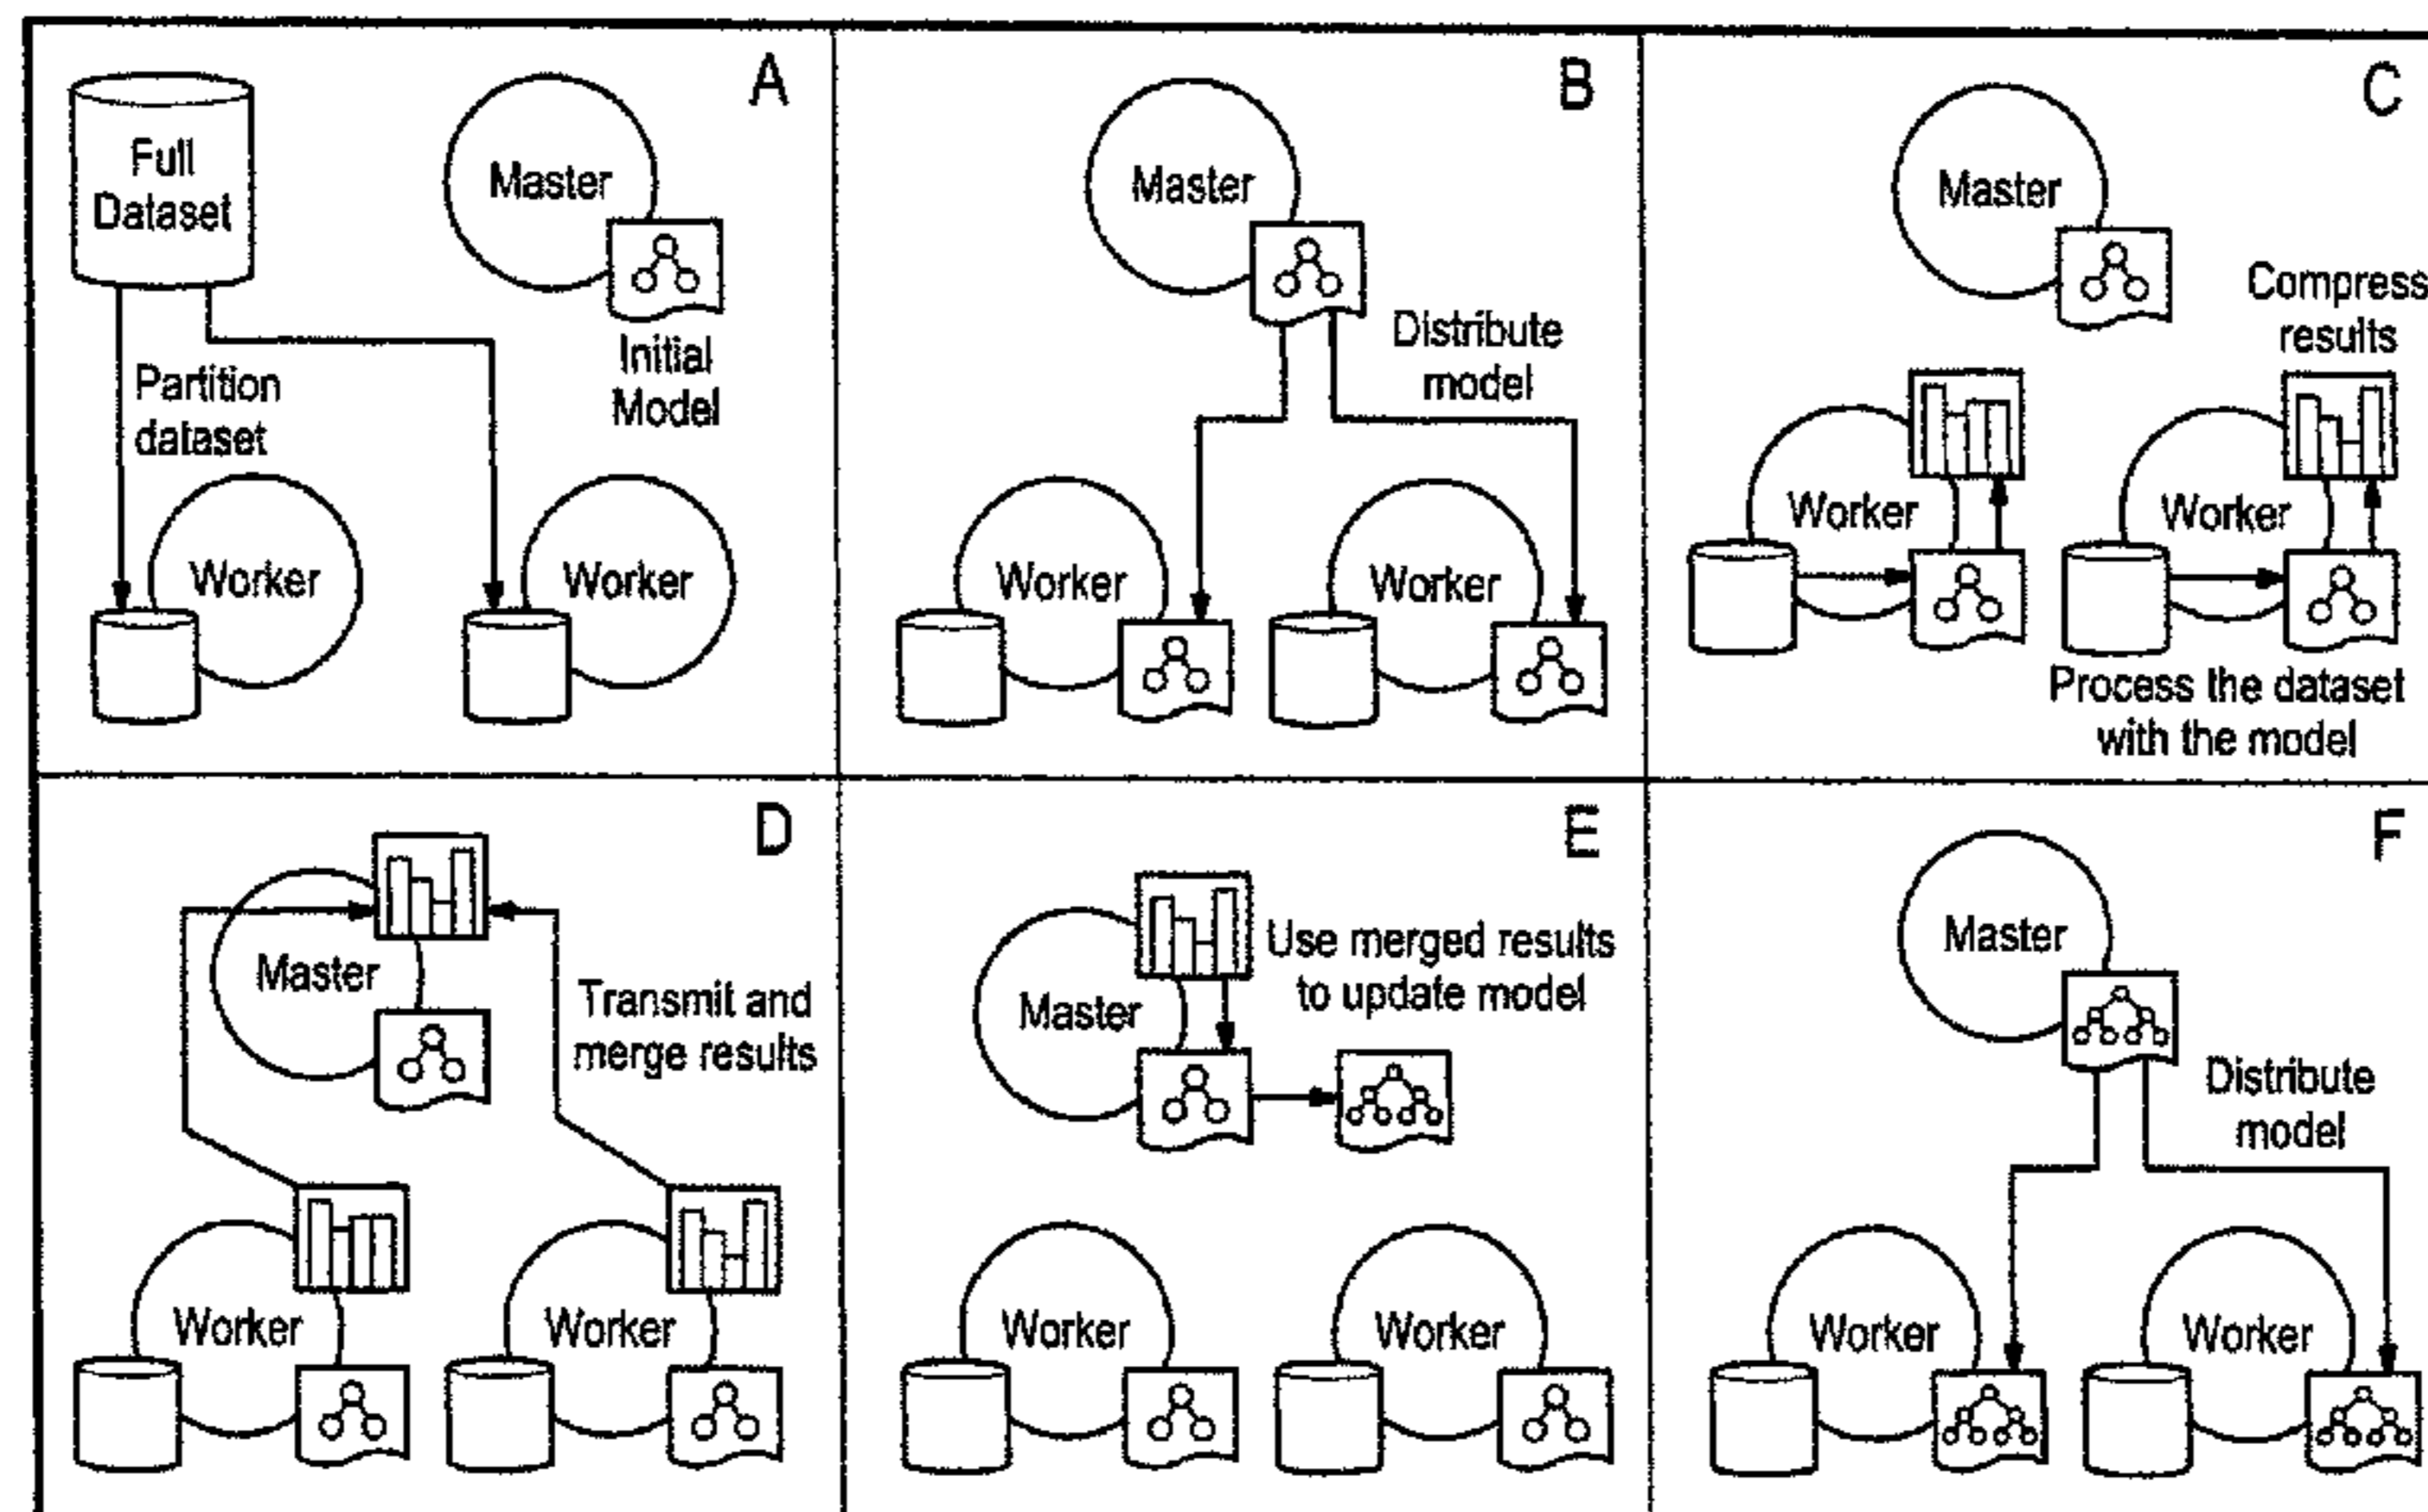 A
Full
Dataset
Master
Initial
Model
Partition
dataset
Worker
Worker
B
Master
Distribute
model
Worker
Worker
C
Master
Compress
results
Worker
Worker
Process the dataset
with the model
D
Master
Transmit and
merge results
Worker
Worker
E
Use merged results
to update model
Master
Worker
Worker
F
Master
Distribute
model
Worker
Worker